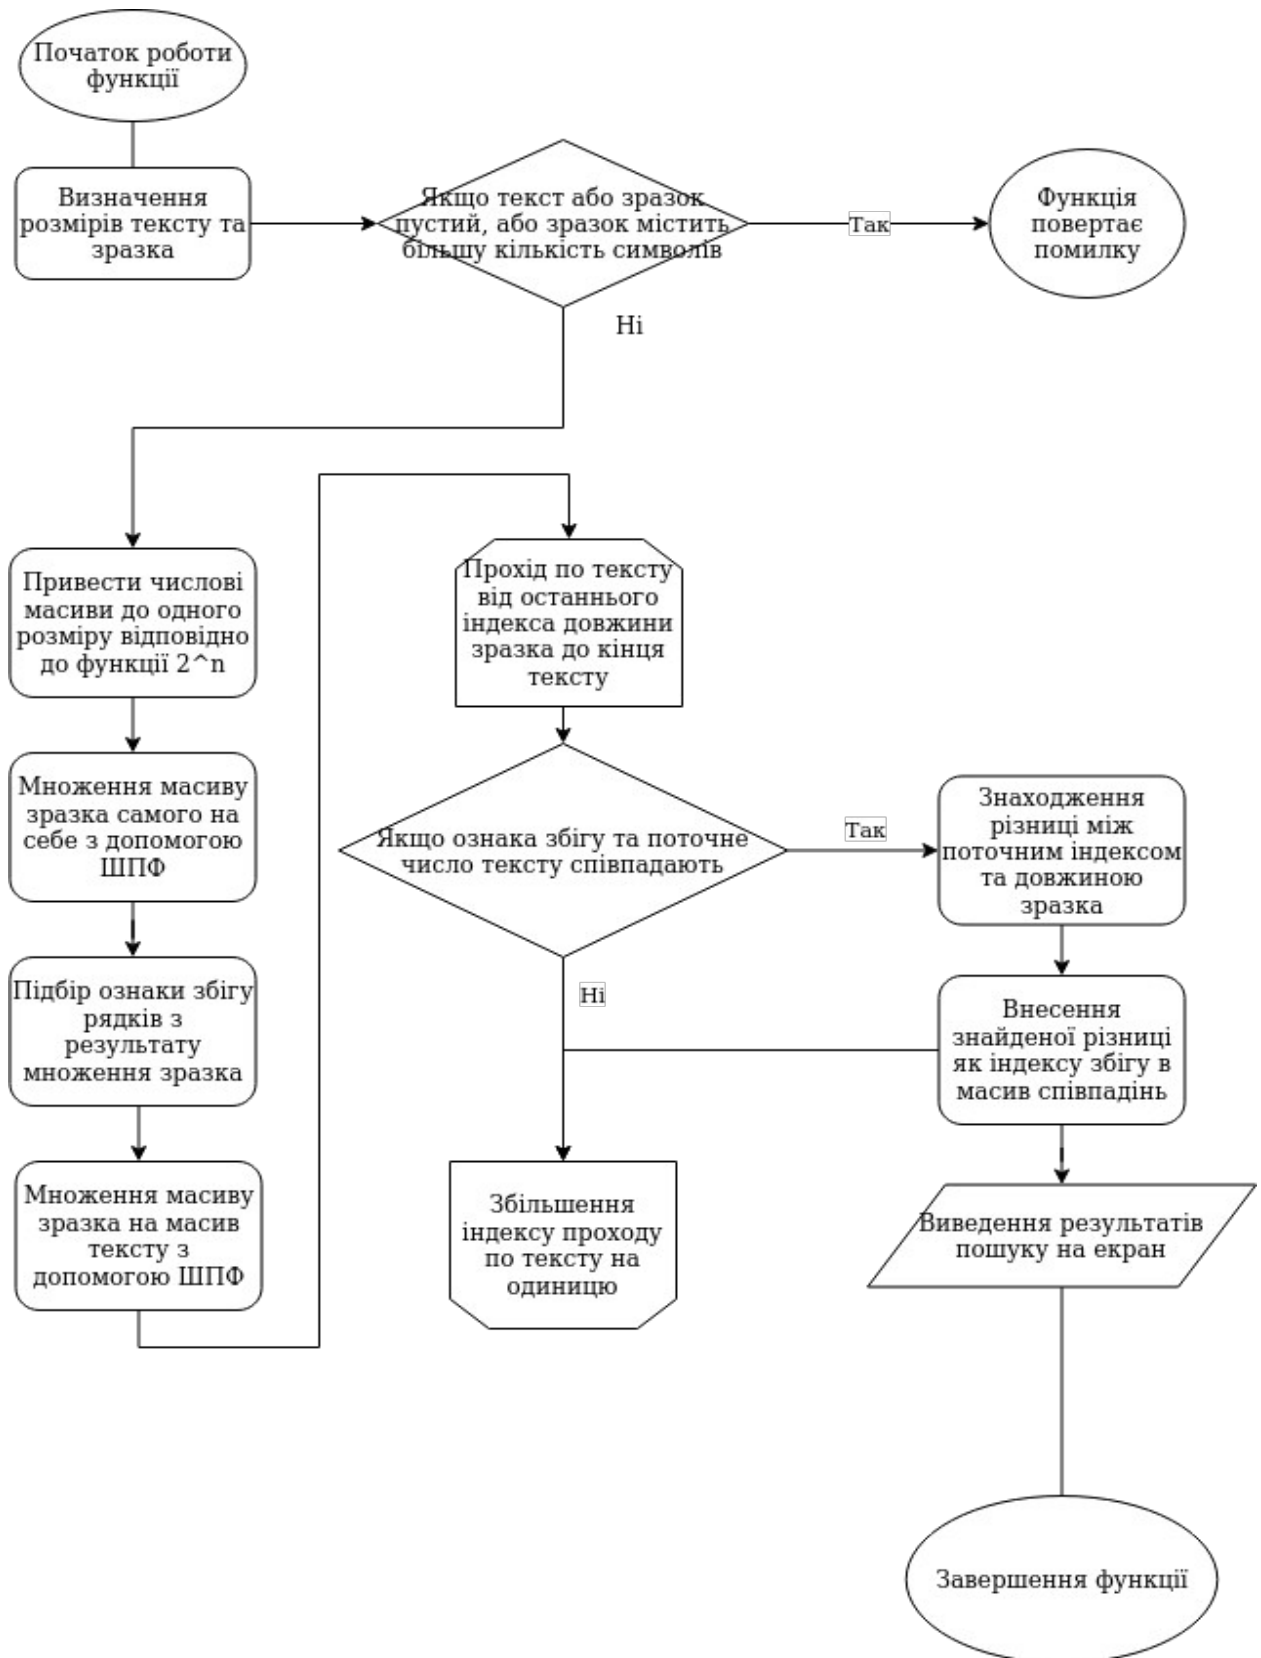 Початок роботи
функції
Визначення
розмірів тексту та
зразка
Якщо текст або зразок
пустий, або зразок містить
більшу кількість символів
Так
Функція
повертає
помилку
Ні
Привести числові
масиви до одного
розміру відповідно
до функції 2^n
Множення масиву
зразка самого на
себе з допомогою
ШПФ
Підбір ознаки збігу
рядків з
результату
множення зразка
Множення масиву
зразка на масив
тексту з
допомогою ШПФ
Прохід по тексту
від останнього
індекса довжини
зразка до кінця
тексту
Якщо ознака збігу та поточне
число тексту співпадають
Так
Знаходження
різниці між
поточним індексом
та довжиною
зразка
Ні
Внесення
знайденої різниці
як індексу збігу в
масив співпадінь
Збільшення
індексу проходу
по тексту на
одиницю
Виведення результатів
пошуку на екран
Завершення функції